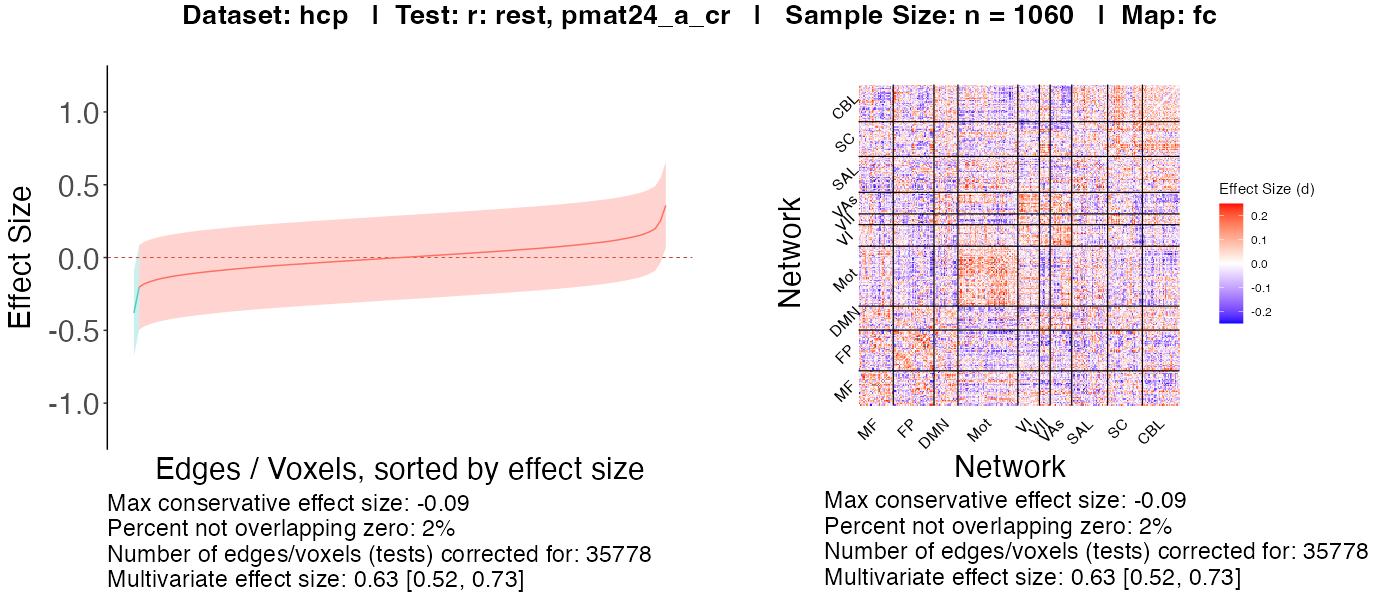 Dataset: hcp | Test: r: rest, pmat24_a_cr | Sample Size: n = 1060 | Map: fc
Effect Size
1.0
0.5
0.0
-0.5
-1.0
Edges / Voxels, sorted by effect size
Max conservative effect size: -0.09
Percent not overlapping zero: 2%
Number of edges/voxels (tests) corrected for: 35778
Multivariate effect size: 0.63 [0.52, 0.73]
Network
CBL
SC
SAL
VAs
VII
VI
Mot
DMN
FP
MF
MF
FP
DMN
Mot
VI
VII
VAs
SAL
SC
CBL
Network
Effect Size (d)
0.2
0.1
0.0
-0.1
-0.2
Max conservative effect size: -0.09
Percent not overlapping zero: 2%
Number of edges/voxels (tests) corrected for: 35778
Multivariate effect size: 0.63 [0.52, 0.73]